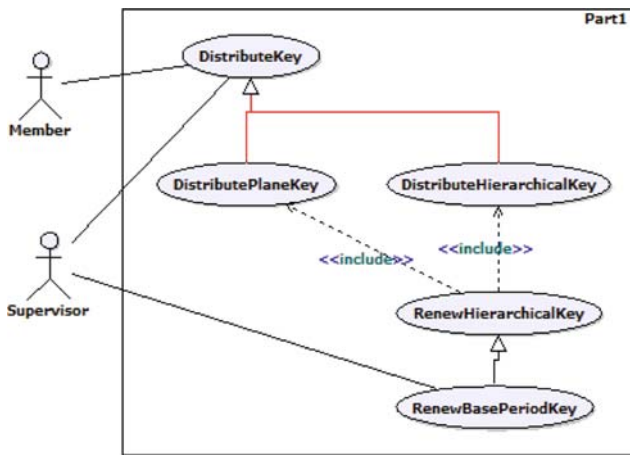 Part1
DistributeKey
Member
DistributePlaneKey
DistributeHierarchicalKey
<<include>>
<<include>>
Supervisor
RenewHierarchicalKey
RenewBasePeriodKey